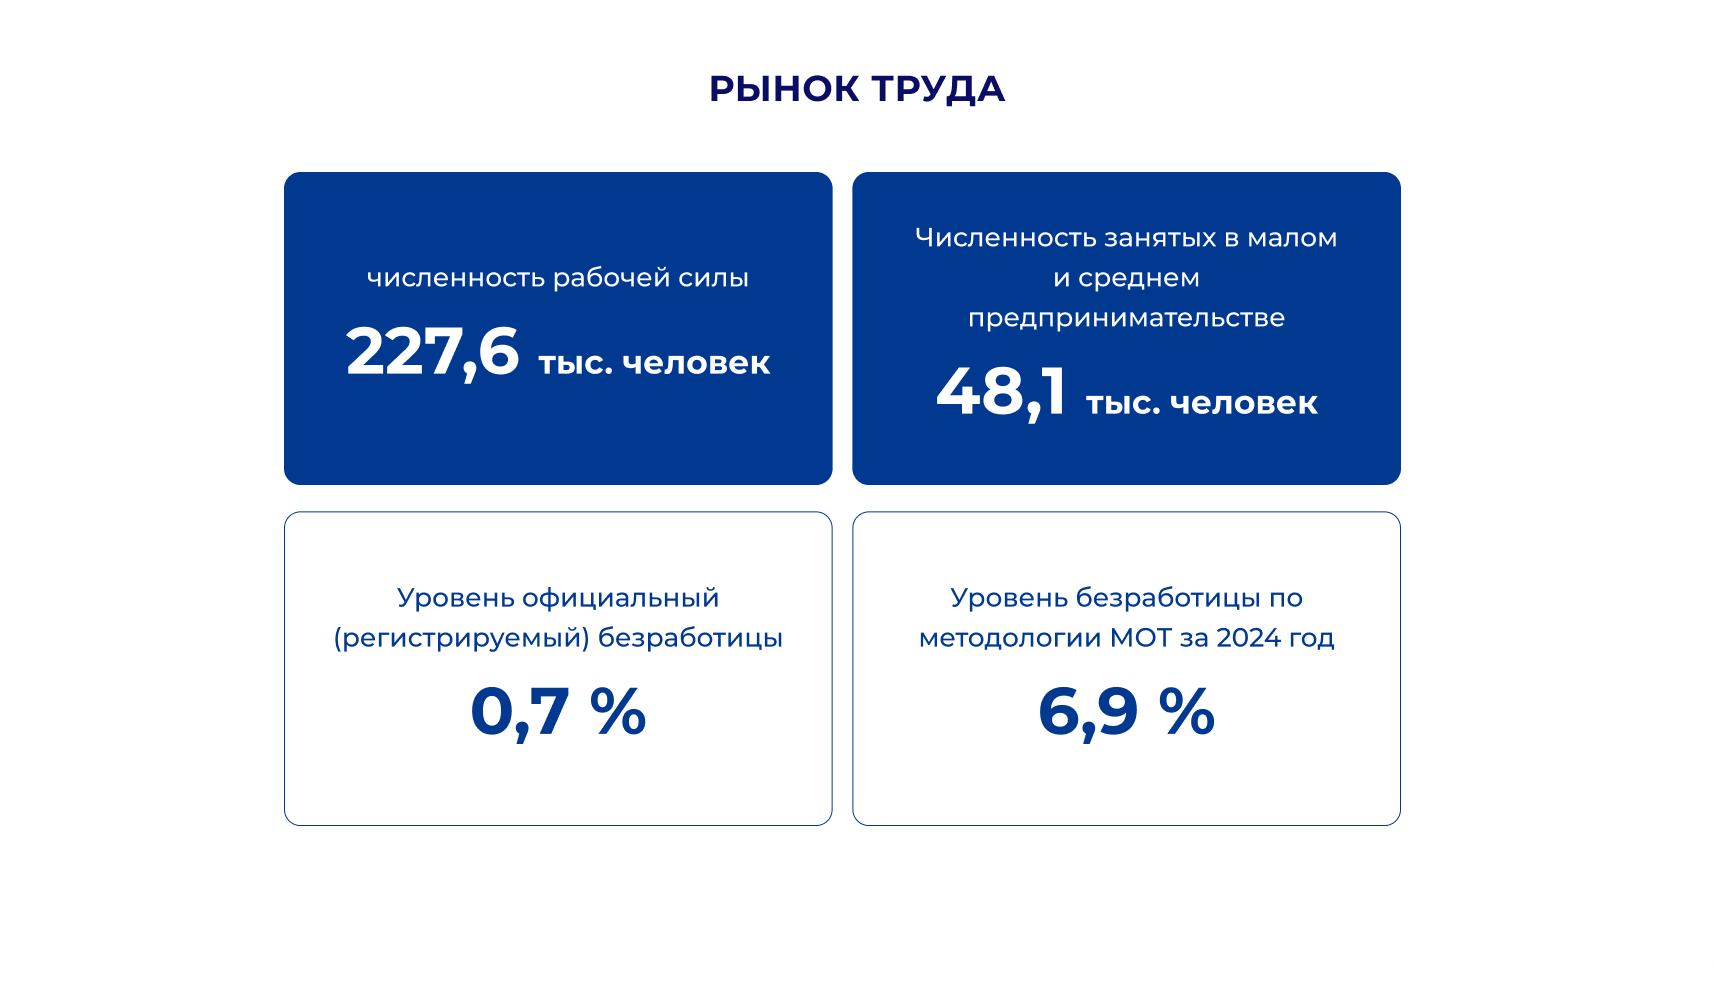 РЫНОК ТРУДА
численность рабочей силы
227,6 тыс. человек
Численность занятых в малом
и среднем
предпринимательстве
48,1 тыс. человек
Уровень официальный
(регистрируемый) безработицы
0,7 %
Уровень безработицы по
методологии МОТ за 2024 год
6,9 %